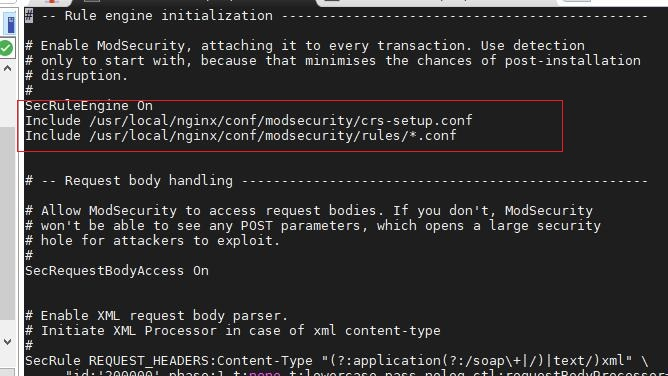 # -- Rule engine initialization ----------------------------------------------
# Enable ModSecurity, attaching it to every transaction. Use detection
# only to start with, because that minimises the chances of post-installation
# disruption.
#
SecRuleEngine On
Include /usr/local/nginx/conf/modsecurity/crs-setup.conf
Include /usr/local/nginx/conf/modsecurity/rules/*.conf
# -- Request body handling ---------------------------------------------------
# Allow ModSecurity to access request bodies. If you don't, ModSecurity
# won't be able to see any POST parameters, which opens a large security
# hole for attackers to exploit.
#
SecRequestBodyAccess On
# Enable XML request body parser.
# Initiate XML Processor in case of xml content-type
#
SecRule REQUEST_HEADERS:Content-Type "(?:application(?:/soap\+|/)|text/)xml" \
"id:'200000',phase:1,t:none,t:lowercase,pass,nolog,ctl:requestBodyProcessor